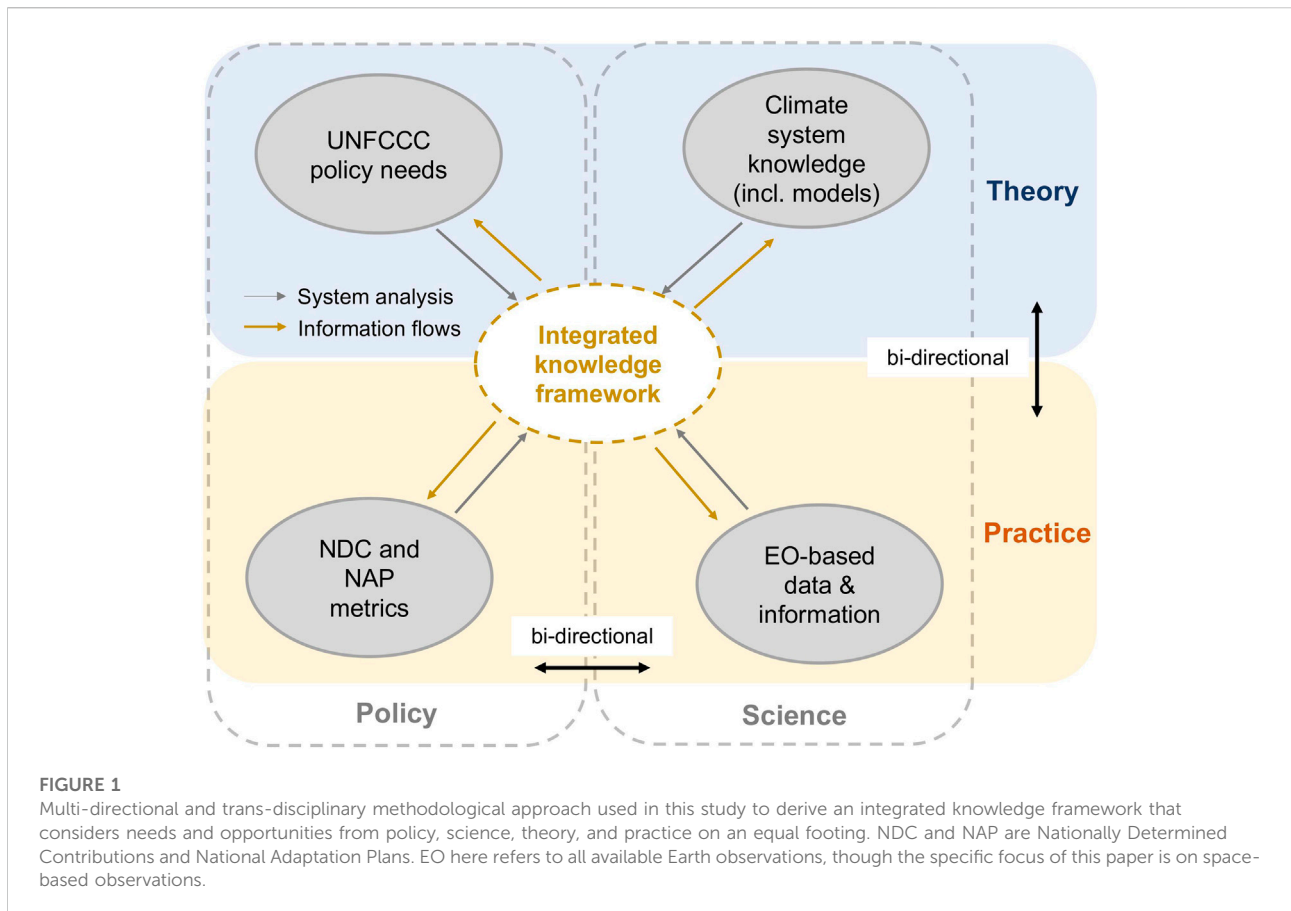 UNFCCC
policy needs
Climate
system
knowledge
(incl. models)
Theory
System analysis
Information flows
Integrated
knowledge
framework
bi-directional
NDC and
NAP
metrics
EO-based
data &
information
Practice
bi-directional
Policy
Science
FIGURE 1
Multi-directional and trans-disciplinary methodological approach used in this study to derive an integrated knowledge framework that
considers needs and opportunities from policy, science, theory, and practice on an equal footing. NDC and NAP are Nationally Determined
Contributions and National Adaptation Plans. EO here refers to all available Earth observations, though the specific focus of this paper is on space-
based observations.